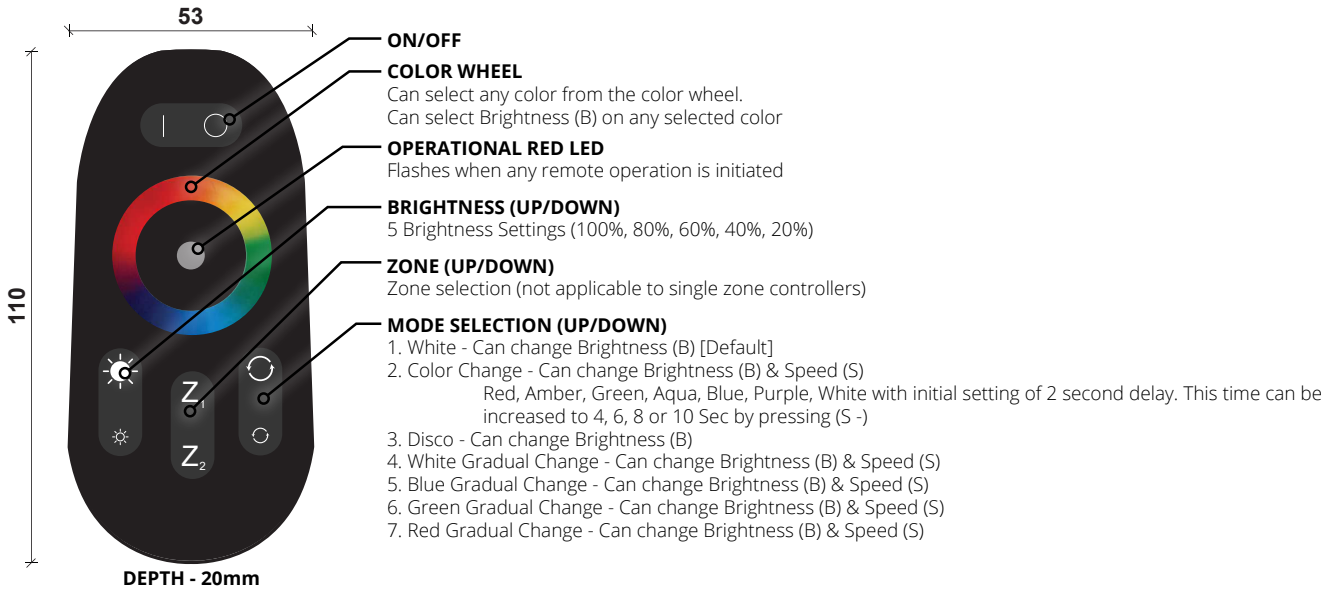 53
110
ON/OFF
COLOR WHEEL
Can select any color from the color wheel.
Can select Brightness (B) on any selected color
OPERATIONAL RED LED
Flashes when any remote operation is initiated
BRIGHTNESS (UP/DOWN)
5 Brightness Settings (100%, 80%, 60%, 40%, 20%)
ZONE (UP/DOWN)
Zone selection (not applicable to single zone controllers)
MODE SELECTION (UP/DOWN)
1. White - Can change Brightness (B) [Default]
2. Color Change - Can change Brightness (B) & Speed (S)
Red, Amber, Green, Aqua, Blue, Purple, White with initial setting of 2 second delay. This time can be
increased to 4, 6, 8 or 10 Sec by pressing (S -)
3. Disco - Can change Brightness (B)
4. White Gradual Change - Can change Brightness (B) & Speed (S)
5. Blue Gradual Change - Can change Brightness (B) & Speed (S)
6. Green Gradual Change - Can change Brightness (B) & Speed (S)
7. Red Gradual Change - Can change Brightness (B) & Speed (S)
Z1
Z2
DEPTH - 20mm